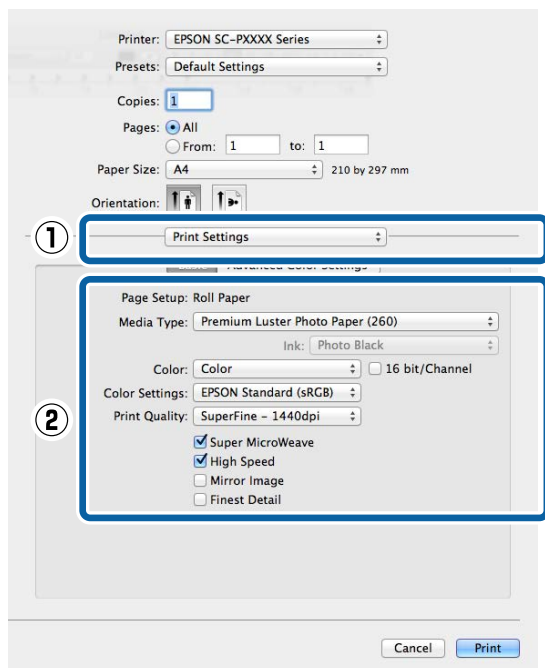 Printer: EPSON SC-PXXXX Series
Presets: Default Settings
Copies: 1
Pages: All
From: 1 to: 1
Paper Size: A4 210 by 297 mm
Orientation:
1 Print Settings
Advanced Color Settings
Page Setup: Roll Paper
Media Type: Premium Luster Photo Paper (260)
Ink: Photo Black
Color: Color 16 bit/Channel
Color Settings: EPSON Standard (sRGB)
2 Print Quality: SuperFine – 1440dpi
Super MicroWeave
High Speed
Mirror Image
Finest Detail
Cancel Print